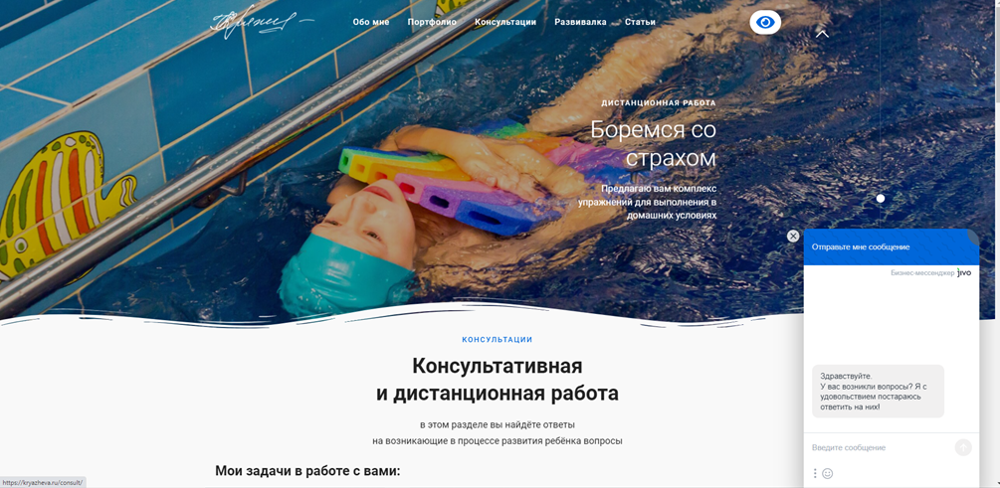 Обо мне Портфолио Консультации Развивалка Статьи
ДИСТАНЦИОННАЯ РАБОТА
Боремся со
страхом
Предлагаю вам комплекс
упражнений для выполнения в
домашних условиях
КОНСУЛЬТАЦИИ
Консультативная
и дистанционная работа
в этом разделе вы найдёте ответы
на возникающие в процессе развития ребёнка вопросы
Мои задачи в работе с вами:
Отправьте мне сообщение
Бизнес-мессенджер jivo
Здравствуйте.
У вас возникли вопросы? Я с
удовольствием постараюсь
ответить на них!
Введите сообщение
https://kryazheva.ru/consult/